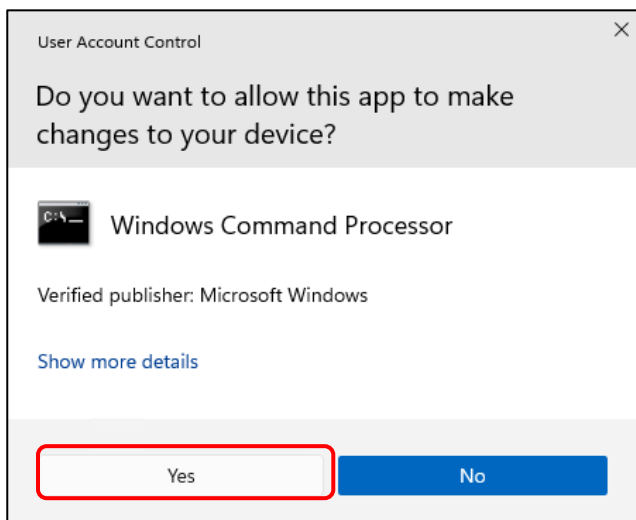 User Account Control
Do you want to allow this app to make
changes to your device?
C:\_
Windows Command Processor
Verified publisher: Microsoft Windows
Show more details
Yes
No